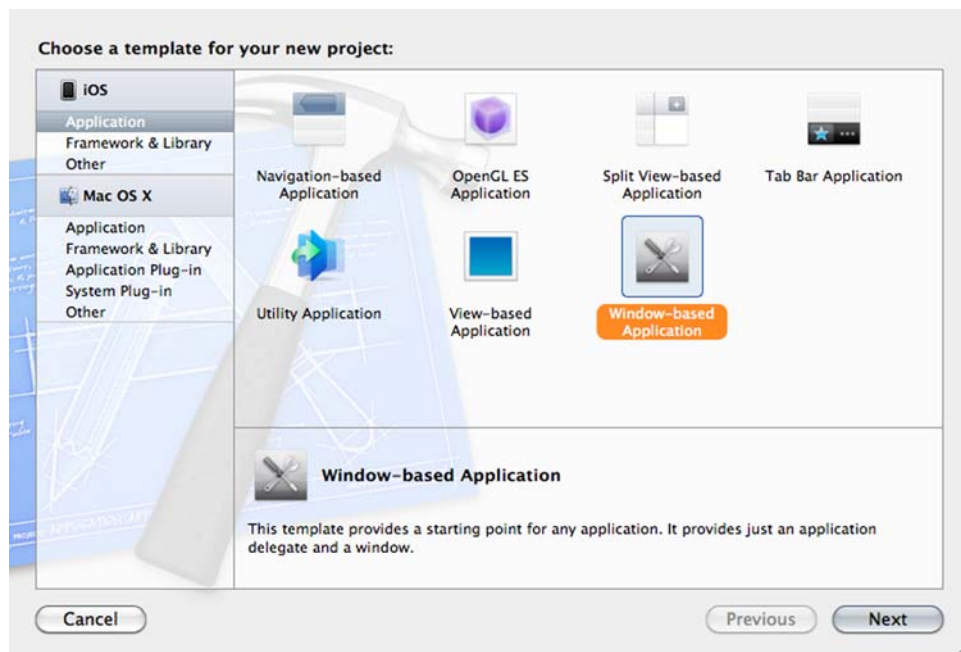 Choose a template for your new project:
iOS
Application
Framework & Library
Other
Mac OS X
Application
Framework & Library
Application Plug-in
System Plug-in
Other
Navigation-based
Application
OpenGL ES
Application
Split View-based
Application
Tab Bar Application
Utility Application
View-based
Application
Window-based
Application
Window-based Application
This template provides a starting point for any application. It provides just an application
delegate and a window.
Cancel
Previous
Next